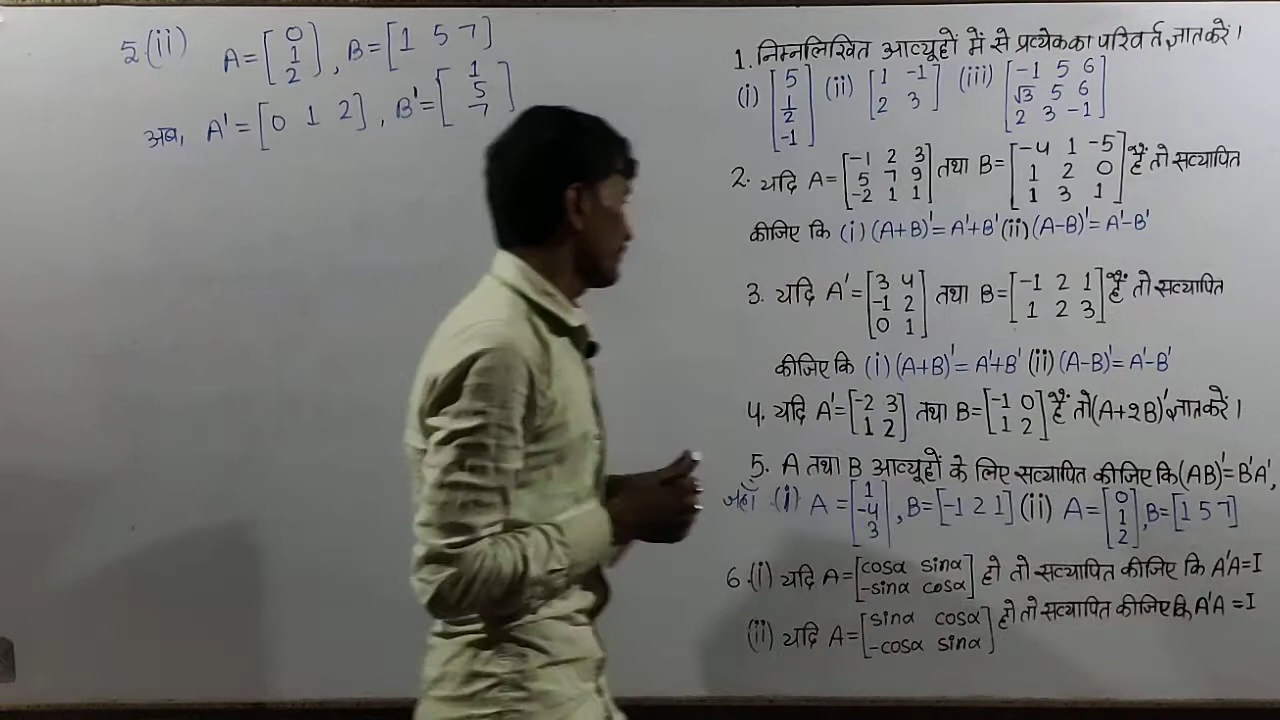 5.(ii) A=[0 1 2], B=[1 5 7]
अब, A'=[0 1 2], B'=[1 5 7]
1. निम्नलिखित आव्यूहों में से प्रत्येक का परिवर्त ज्ञात करें।
(i) [5 1/2 -1] (ii) [1 -1 2 3] (iii) [-1 5 6 √3 5 6 2 3 -1]
2. यदि A=[-1 2 3 5 7 9 -2 1 1] तथा B=[-4 1 -5 1 2 0 1 3 1] हैं तो सत्यापित
कीजिए कि (i) (A+B)'=A'+B' (ii) (A-B)'=A'-B'
3. यदि A'=[3 4 -1 2 0 1] तथा B=[-1 2 1 1 2 3] हैं तो सत्यापित
कीजिए कि (i) (A+B)'=A'+B' (ii) (A-B)'=A'-B'
4. यदि A'=[-2 3 1 2] तथा B=[-1 0 1 2] हैं तो (A+2B)' ज्ञात करें।
5. A तथा B आव्यूहों के लिए सत्यापित कीजिए कि (AB)'=B'A',
जहाँ (i) A=[1 -4 3], B=[-1 2 1] (ii) A=[0 1 2], B=[1 5 7]
6.(i) यदि A=[cosα sinα -sinα cosα] हो तो सत्यापित कीजिए कि A'A=I
(ii) यदि A=[sinα cosα -cosα sinα] हो तो सत्यापित कीजिए कि A'A=I